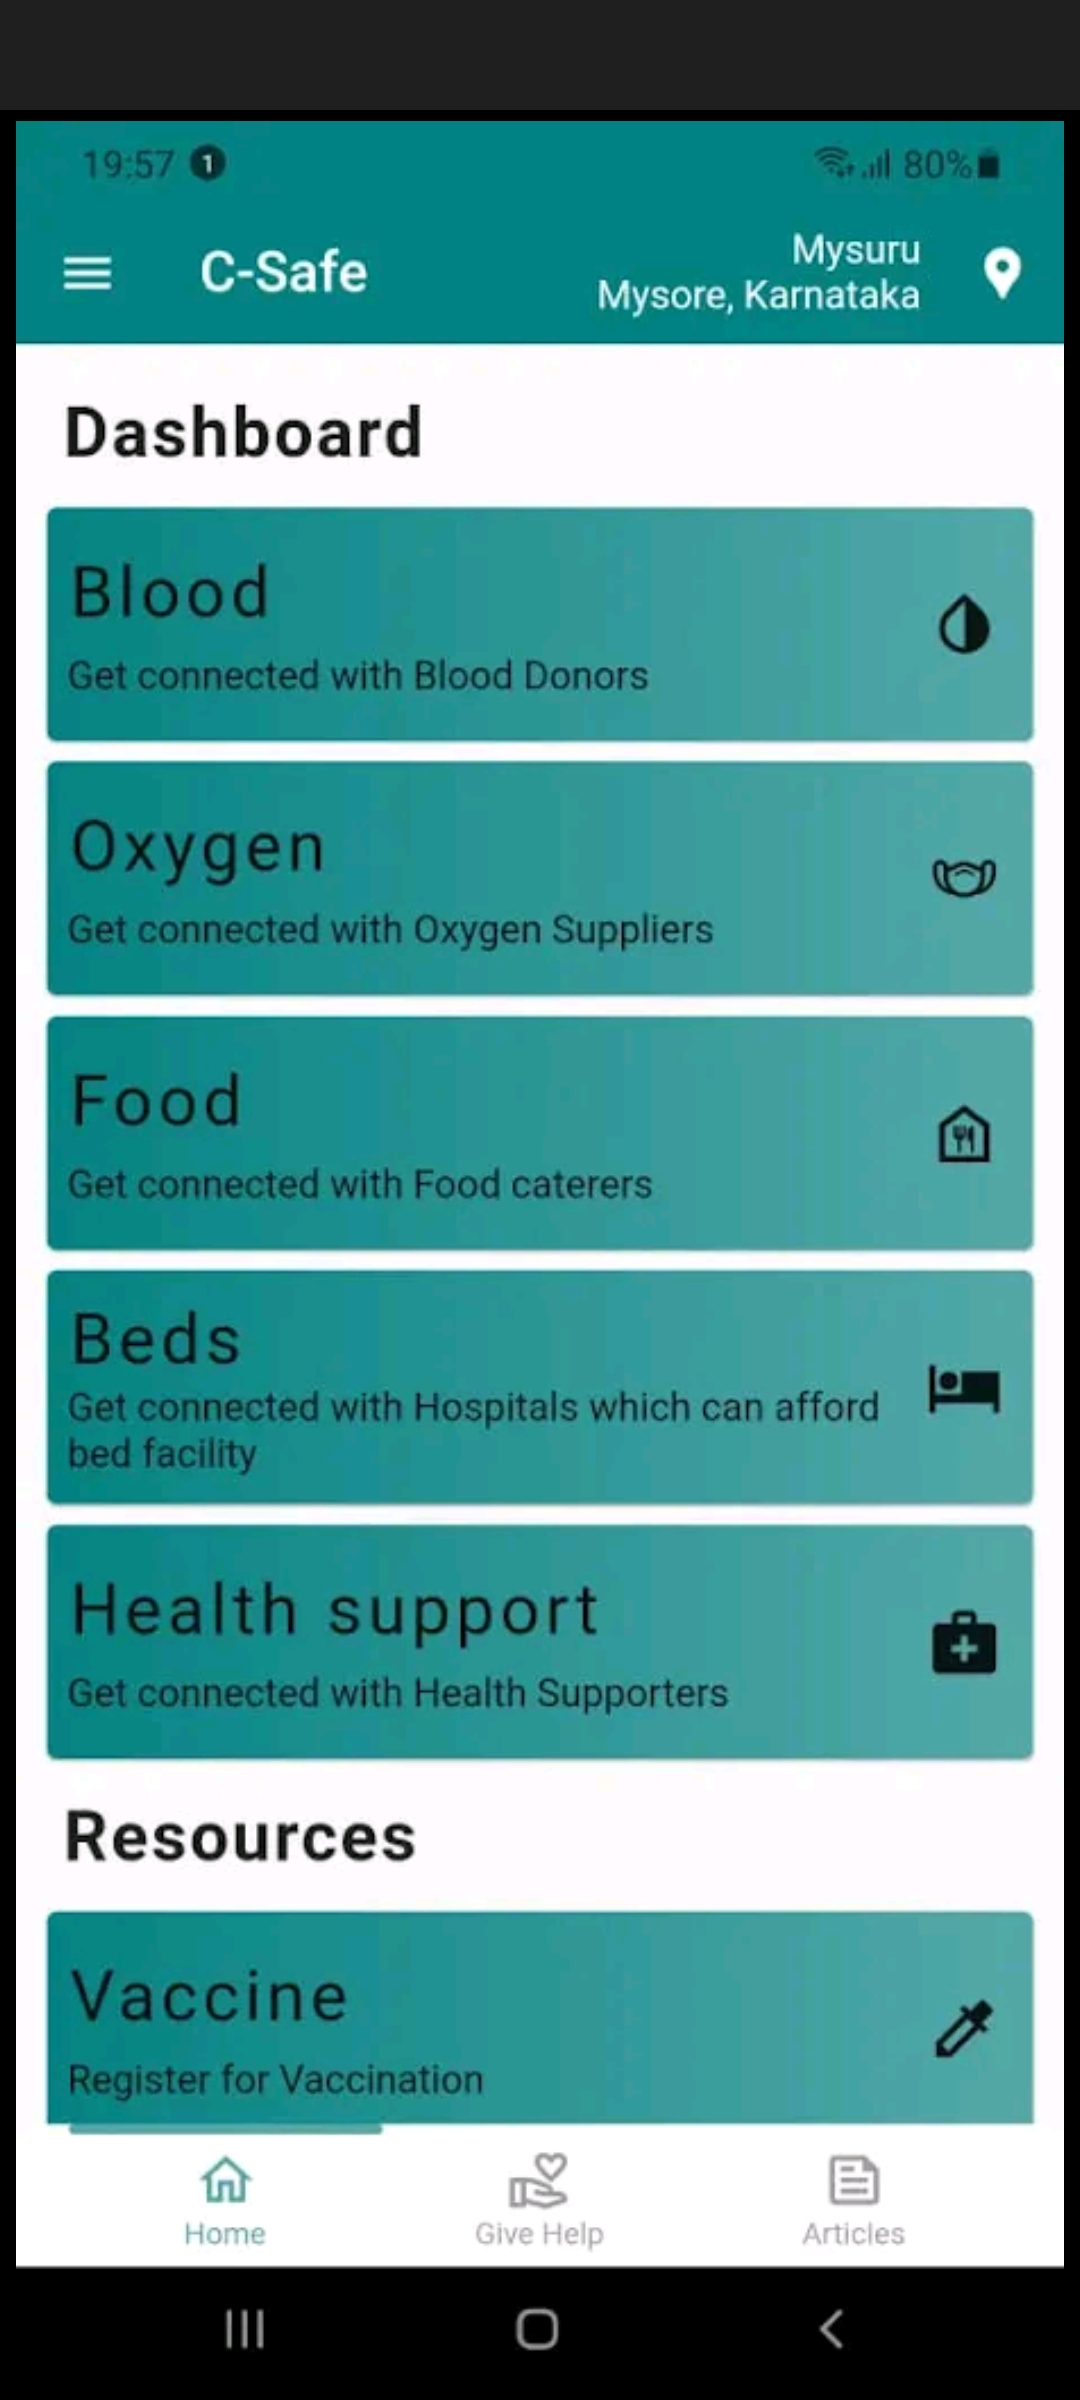 19:57 1 80%
C-Safe
Mysuru
Mysore, Karnataka
Dashboard
Blood
Get connected with Blood Donors
Oxygen
Get connected with Oxygen Suppliers
Food
Get connected with Food caterers
Beds
Get connected with Hospitals which can afford
bed facility
Health support
Get connected with Health Supporters
Resources
Vaccine
Register for Vaccination
Home Give Help Articles